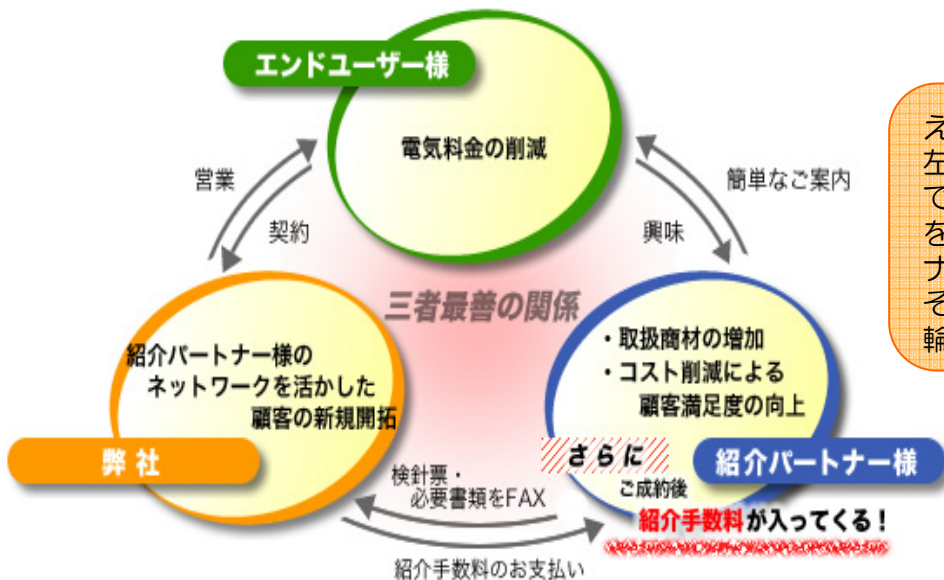 エンドユーザー様
電気料金の削減
営業
契約
簡単なご案内
興味
三者最善の関係
紹介パートナー様の
ネットワークを活かした
顧客の新規開拓
弊社
・取扱商材の増加
・コスト削減による
顧客満足度の向上
さらに
紹介パートナー様
ご成約後
紹介手数料が入ってくる！
検針票・
必要書類をFAX
紹介手数料のお支払い
え
左
て
を
ナ
そ
輪